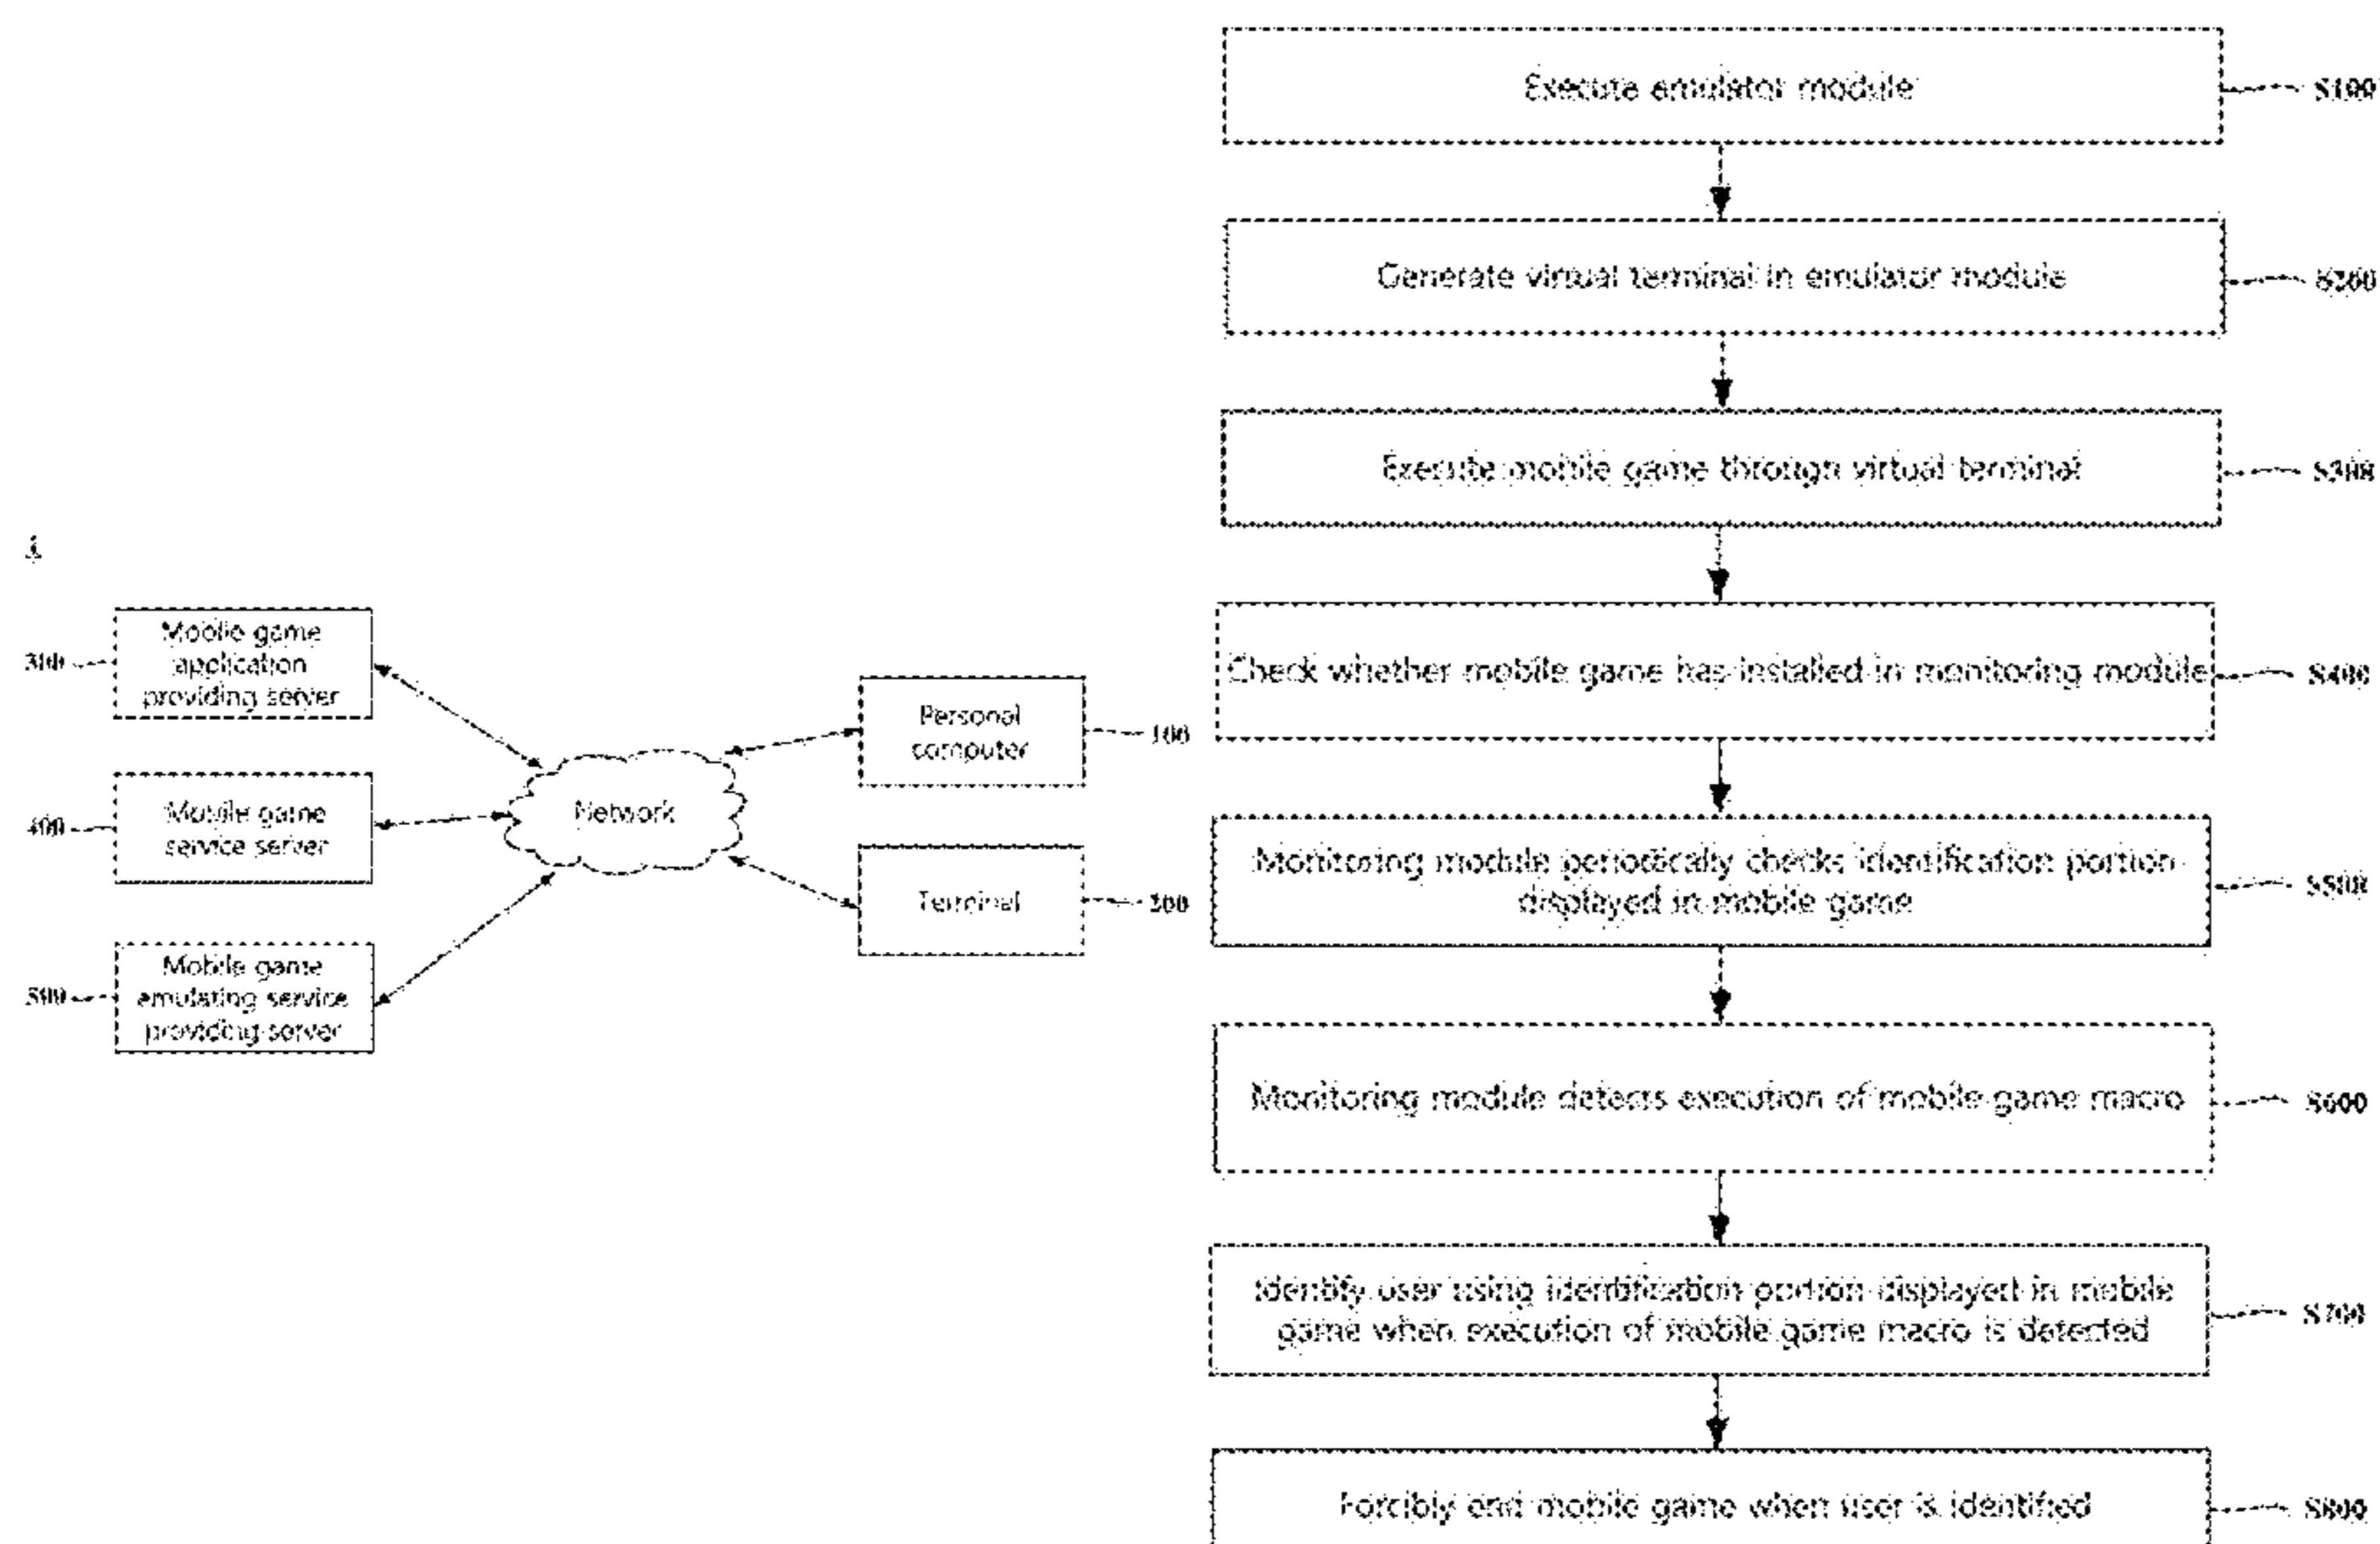 1
300
Mobile game
application
providing server
400
Mobile game
service server
500
Mobile game
emulating service
providing server
Network
Personal
computer
100
Terminal
200
Execute emulator module
S100
Generate virtual terminal in emulator module
S200
Execute mobile game through virtual terminal
S300
Check whether mobile game has installed in monitoring module
S400
Monitoring module periodically checks identification portion
displayed in mobile game
S500
Monitoring module detects execution of mobile game macro
S600
Identify user using identification portion displayed in mobile
game when execution of mobile game macro is detected
S700
Forcibly end mobile game when user is identified
S800